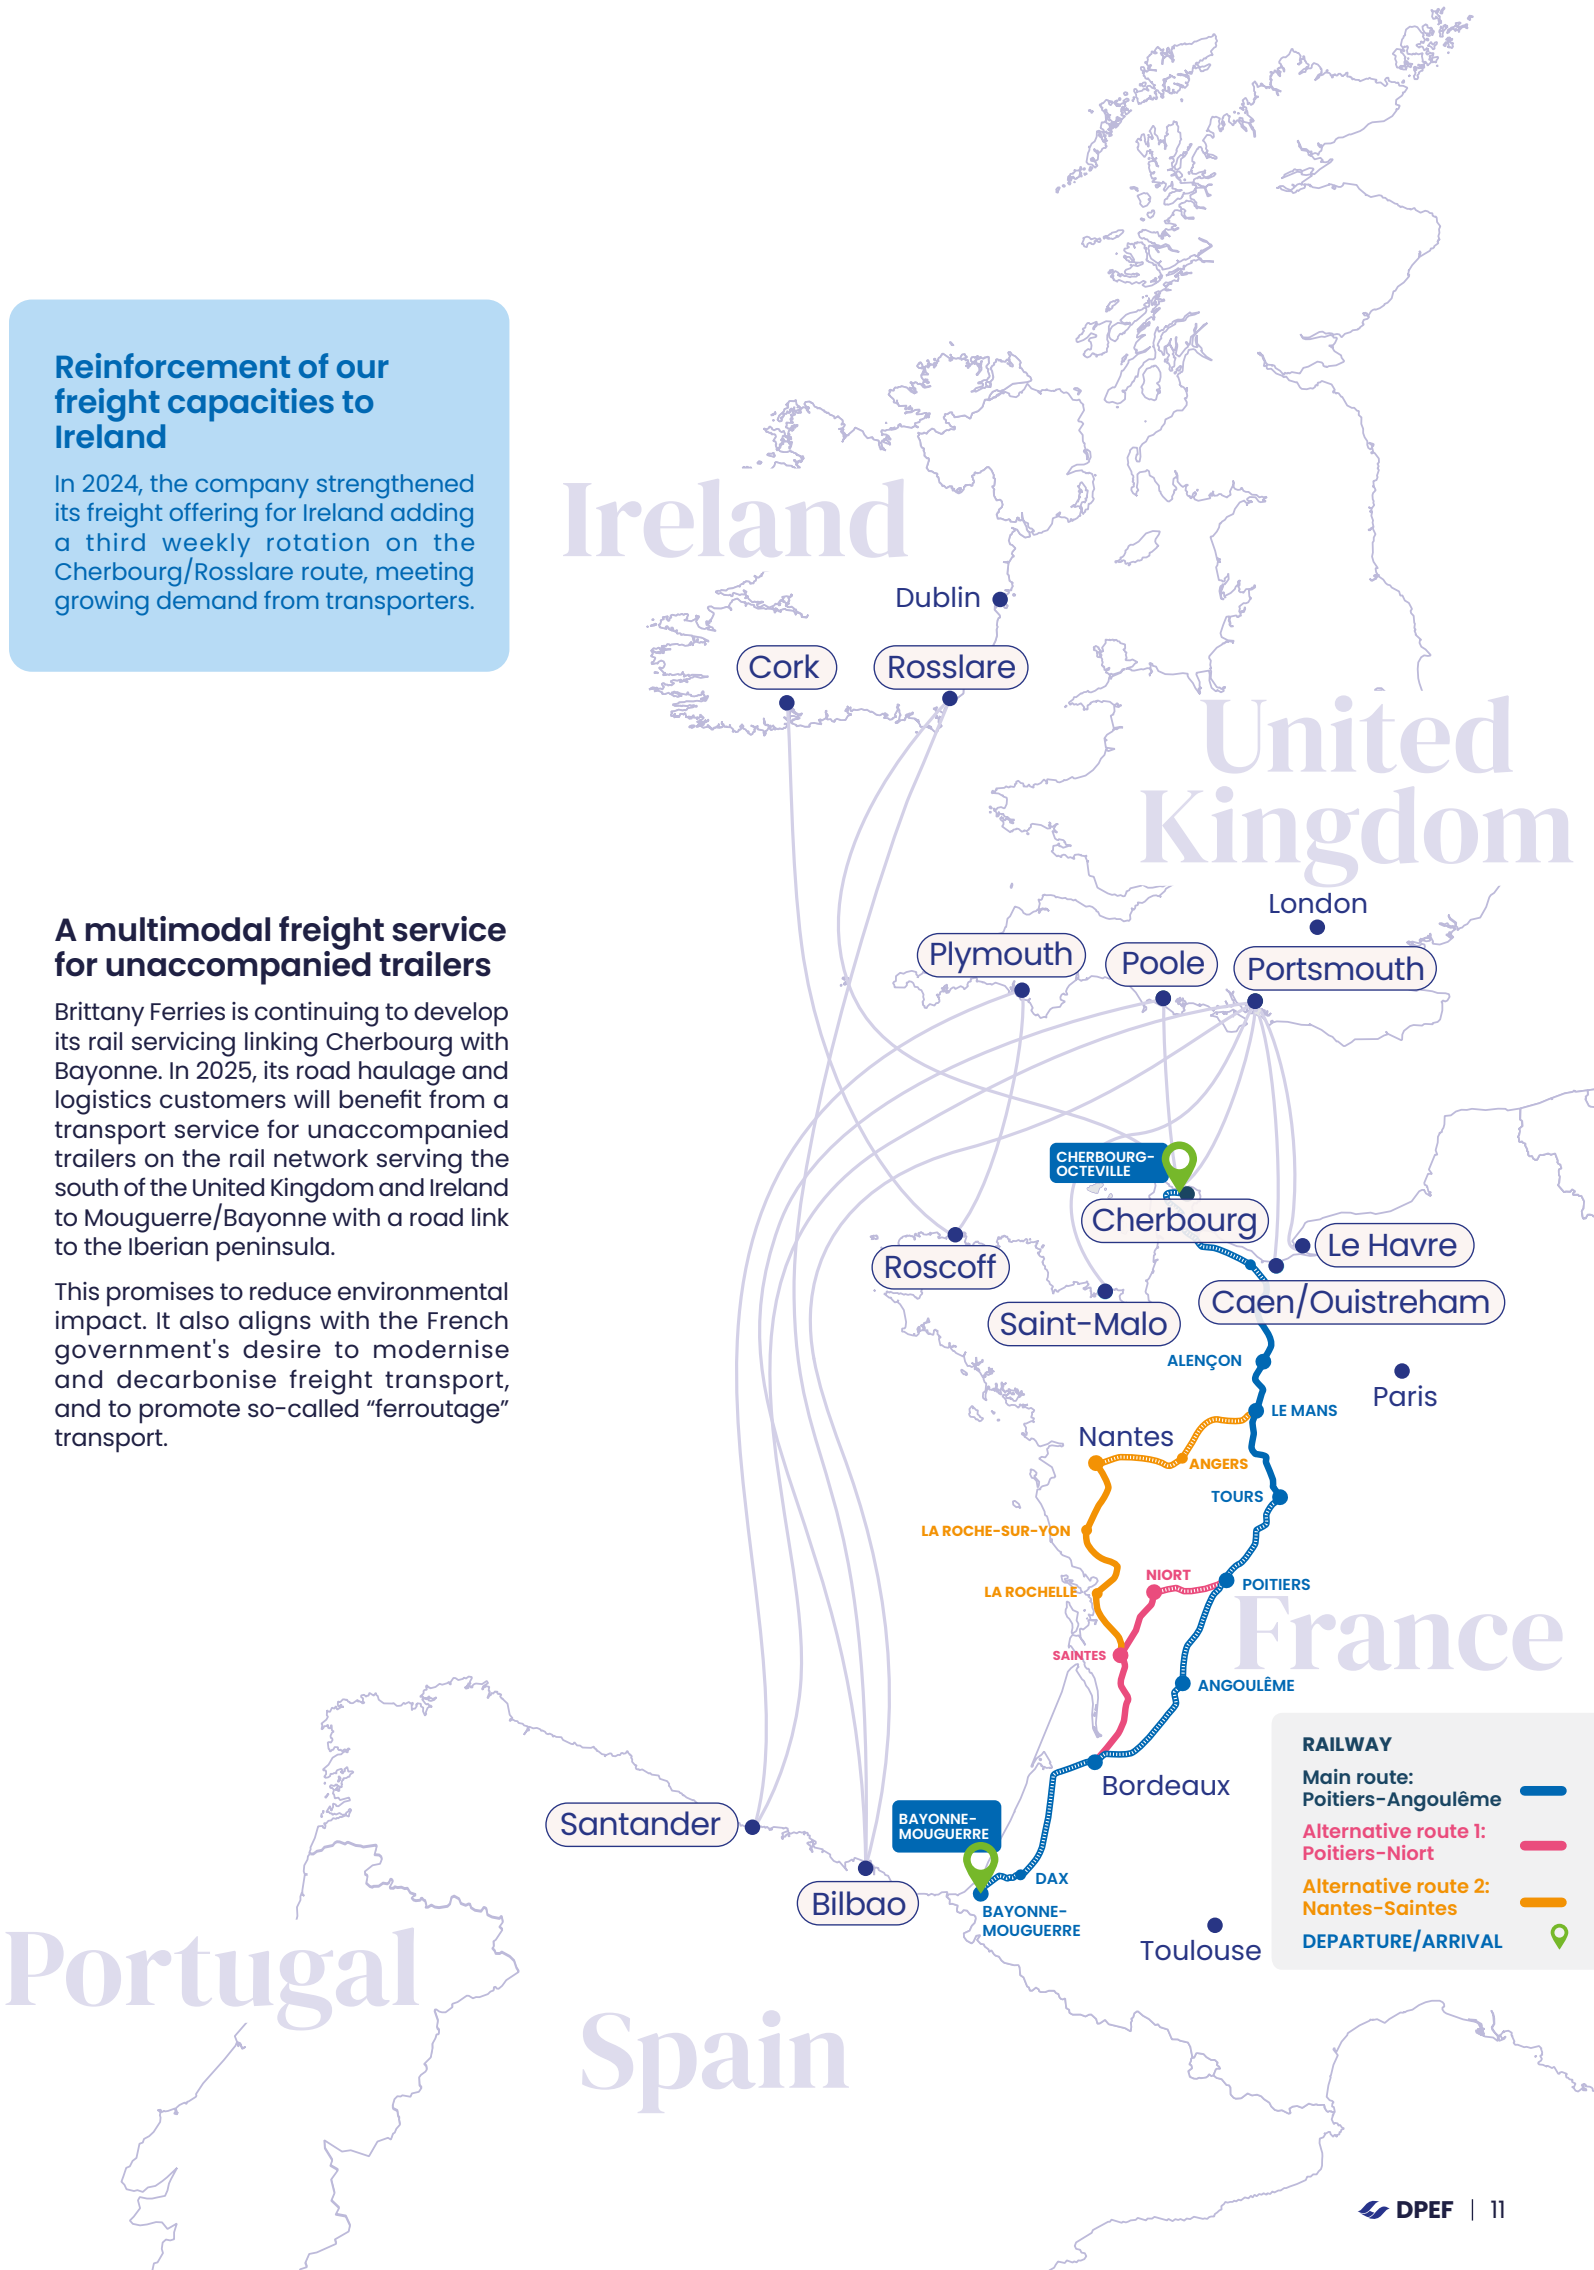 Reinforcement of our
freight capacities to
Ireland
In 2024, the company strengthened
its freight offering for Ireland adding
a third weekly rotation on the
Cherbourg/Rosslare route, meeting
growing demand from transporters.
A multimodal freight service
for unaccompanied trailers
Brittany Ferries is continuing to develop
its rail servicing linking Cherbourg with
Bayonne. In 2025, its road haulage and
logistics customers will benefit from a
transport service for unaccompanied
trailers on the rail network serving the
south of the United Kingdom and Ireland
to Mouguerre/Bayonne with a road link
to the Iberian peninsula.
This promises to reduce environmental
impact. It also aligns with the French
government's desire to modernise
and decarbonise freight transport,
and to promote so-called “ferroutage”
transport.
Ireland
Dublin
Cork
Rosslare
United
Kingdom
London
Plymouth
Poole
Portsmouth
CHERBOURG-
OCTEVILLE
Cherbourg
Le Havre
Roscoff
Caen/Ouistreham
Saint-Malo
ALENÇON
Paris
LE MANS
Nantes
ANGERS
TOURS
LA ROCHE-SUR-YON
NIORT
POITIERS
LA ROCHELLE
France
SAINTES
ANGOULÊME
Bordeaux
Santander
BAYONNE-
MOUGUERRE
DAX
Bilbao
BAYONNE-
MOUGUERRE
Toulouse
Portugal
Spain
RAILWAY
Main route:
Poitiers-Angoulême
Alternative route 1:
Poitiers-Niort
Alternative route 2:
Nantes-Saintes
DEPARTURE/ARRIVAL
DPEF | 11